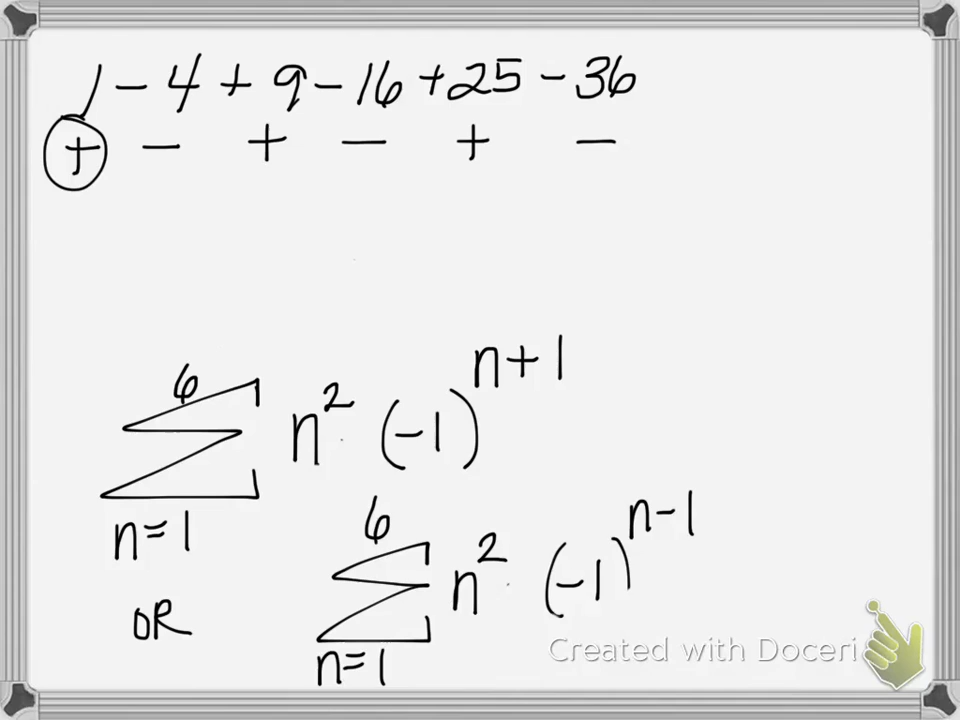 1 - 4 + 9 - 16 + 25 - 36
+ - + - + -
6
∑ n² (-1)ⁿ⁺¹
n=1
OR
6
∑ n² (-1)ⁿ⁻¹
n=1
Created with Doceri